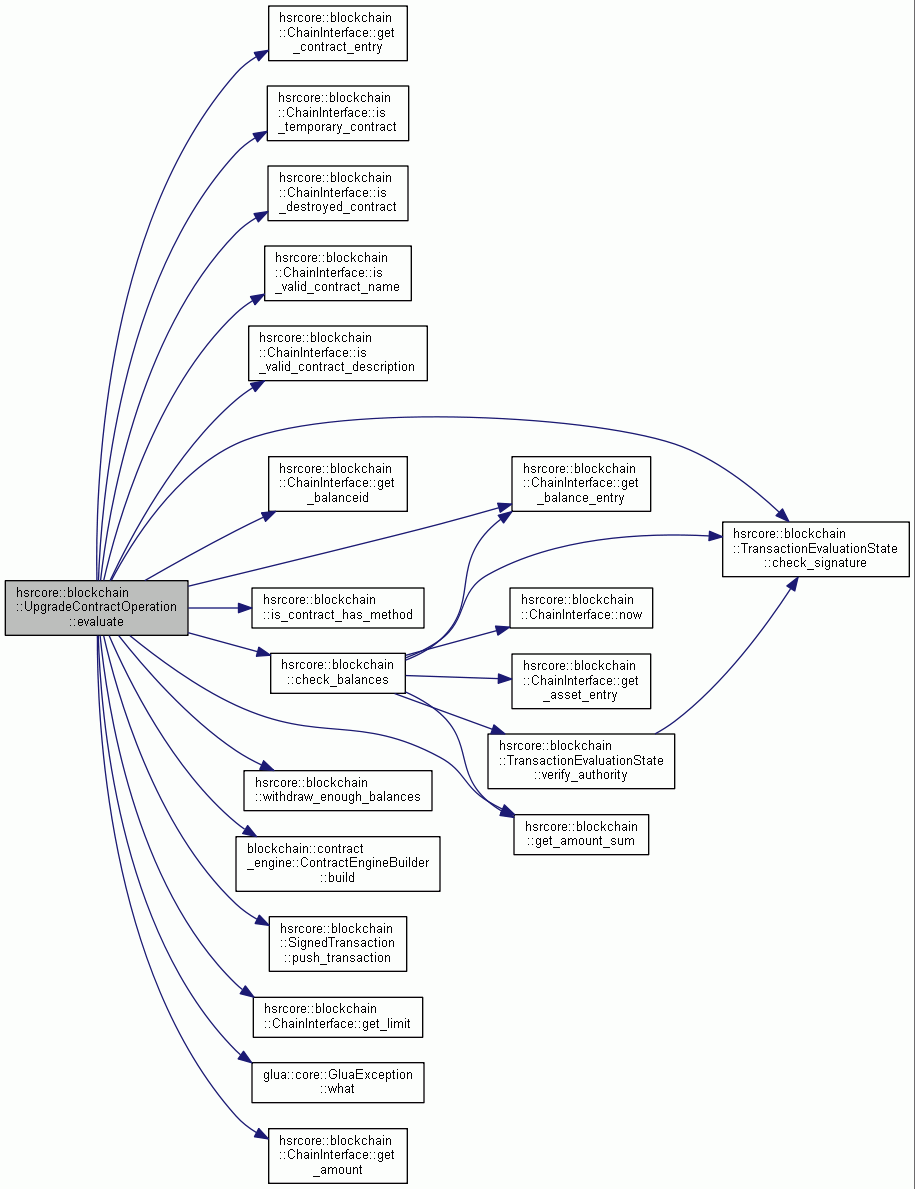 hsrcore::blockchain
::ChainInterface::get
_contract_entry
hsrcore::blockchain
::ChainInterface::is
_temporary_contract
hsrcore::blockchain
::ChainInterface::is
_destroyed_contract
hsrcore::blockchain
::ChainInterface::is
_valid_contract_name
hsrcore::blockchain
::ChainInterface::is
_valid_contract_description
hsrcore::blockchain
::ChainInterface::get
_balanceid
hsrcore::blockchain
::ChainInterface::get
_balance_entry
hsrcore::blockchain
::TransactionEvaluationState
::check_signature
hsrcore::blockchain
::UpgradeContractOperation
::evaluate
hsrcore::blockchain
::is_contract_has_method
hsrcore::blockchain
::ChainInterface::now
hsrcore::blockchain
::check_balances
hsrcore::blockchain
::ChainInterface::get
_asset_entry
hsrcore::blockchain
::TransactionEvaluationState
::verify_authority
hsrcore::blockchain
::withdraw_enough_balances
hsrcore::blockchain
::get_amount_sum
blockchain::contract
_engine::ContractEngineBuilder
::build
hsrcore::blockchain
::SignedTransaction
::push_transaction
hsrcore::blockchain
::ChainInterface::get_limit
glua::core::GluaException
::what
hsrcore::blockchain
::ChainInterface::get
_amount